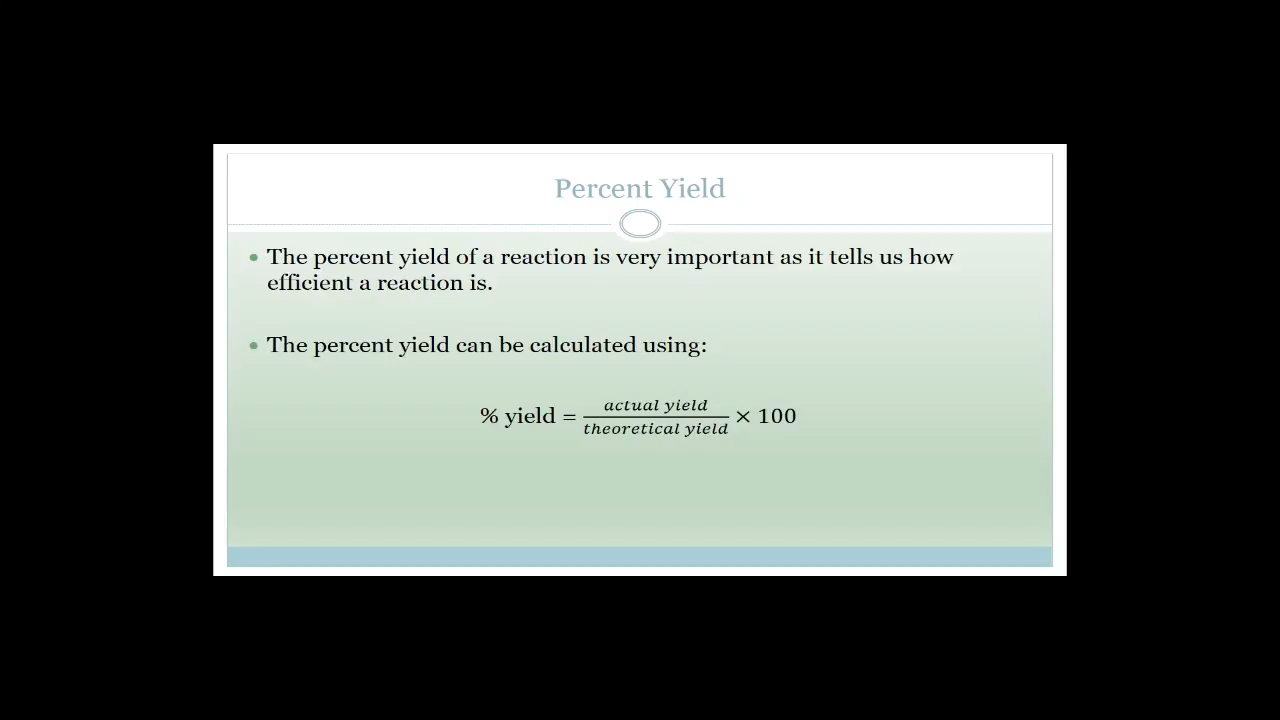 Percent Yield
• The percent yield of a reaction is very important as it tells us how
efficient a reaction is.
• The percent yield can be calculated using:
% yield = actual yield / theoretical yield × 100